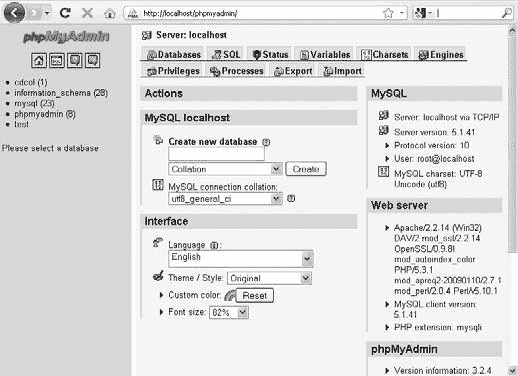 http://localhost/phpmyadmin/
phpMyAdmin
cdcol (1)
information_schema (28)
mysql (23)
phpmyadmin (8)
test
Please select a database
Server: localhost
Databases SQL Status Variables Charsets Engines
Privileges Processes Export Import
Actions
MySQL localhost
Create new database
Collation Create
MySQL connection collation:
utf8_general_ci
Interface
Language :
English
Theme / Style: Original
Custom color: Reset
Font size: 82%
MySQL
Server: localhost via TCP/IP
Server version: 5.1.41
Protocol version: 10
User: root@localhost
MySQL charset: UTF-8
Unicode (utf8)
Web server
Apache/2.2.14 (Win32)
DAV/2 mod_ssl/2.2.14
OpenSSL/0.9.8l
mod_autoindex_color
PHP/5.3.1
mod_apreq2-20090110/2.7.1
mod_perl/2.0.4 Perl/v5.10.1
MySQL client version:
5.1.41
PHP extension: mysqli
phpMyAdmin
Version information: 3.2.4